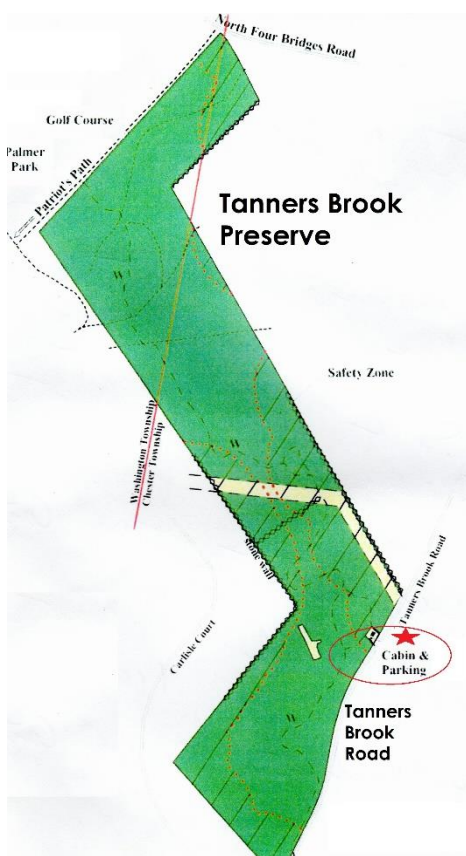 North Four Bridges Road
Golf Course
Palmer
Park
Patriot's Path
Tanners Brook
Preserve
Safety Zone
Washington Township
Chester Township
stone wall
Tanners Brook Road
Carlisle Court
Cabin &
Parking
Tanners
Brook
Road